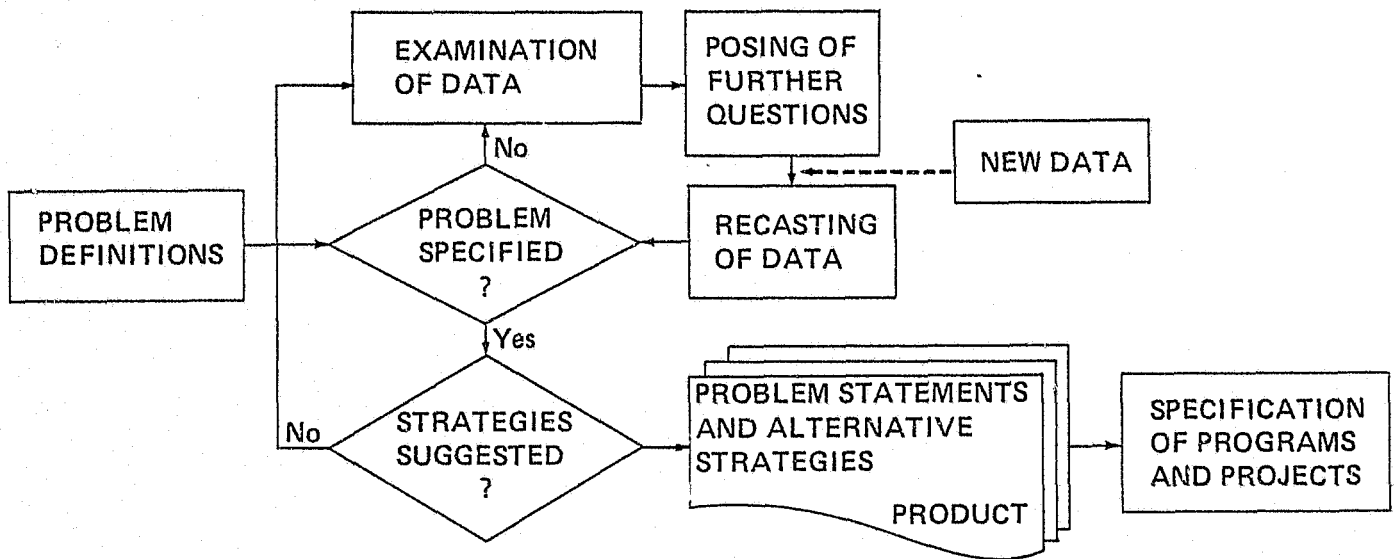 EXAMINATION
OF DATA
POSING OF
FURTHER
QUESTIONS
No
NEW DATA
PROBLEM
DEFINITIONS
PROBLEM
SPECIFIED
?
RECASTING
OF DATA
Yes
No
STRATEGIES
SUGGESTED
?
PROBLEM STATEMENTS
AND ALTERNATIVE
STRATEGIES
PRODUCT
SPECIFICATION
OF PROGRAMS
AND PROJECTS